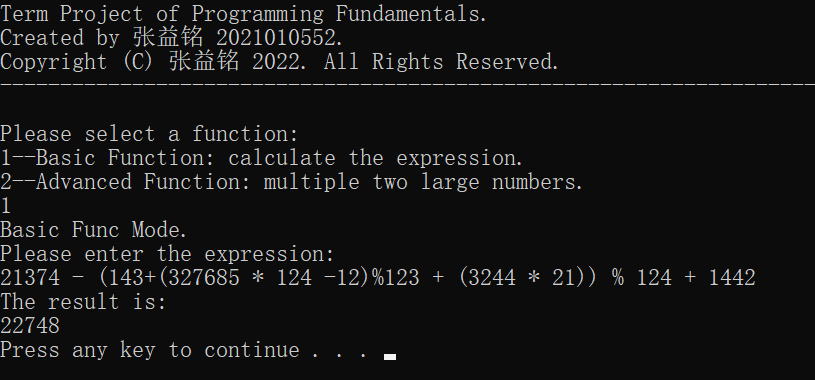 Term Project of Programming Fundamentals.
Created by 张益铭 2021010552.
Copyright (C) 张益铭 2022. All Rights Reserved.
--------------------------------------------------------------------
Please select a function:
1--Basic Function: calculate the expression.
2--Advanced Function: multiple two large numbers.
1
Basic Func Mode.
Please enter the expression:
21374 - (143+(327685 * 124 -12)%123 + (3244 * 21)) % 124 + 1442
The result is:
22748
Press any key to continue . . .